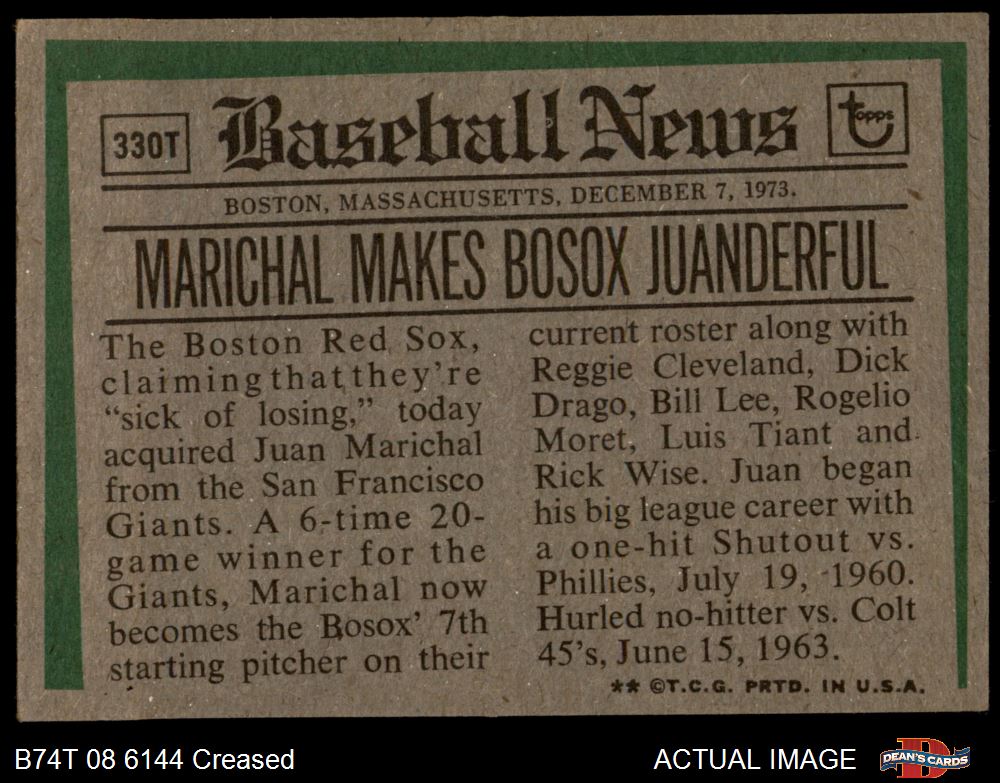 330T
Baseball News
topps
BOSTON, MASSACHUSETTS, DECEMBER 7, 1973.
MARICHAL MAKES BOSOX JUANDERFUL
The Boston Red Sox,
claiming that they're
“sick of losing,” today
acquired Juan Marichal
from the San Francisco
Giants. A 6-time 20-
game winner for the
Giants, Marichal now
becomes the Bosox' 7th
starting pitcher on their
current roster along with
Reggie Cleveland, Dick
Drago, Bill Lee, Rogelio
Moret, Luis Tiant and
Rick Wise. Juan began
his big league career with
a one-hit Shutout vs.
Phillies, July 19, 1960.
Hurled no-hitter vs. Colt
45's, June 15, 1963.
** ©T.C.G. PRTD. IN U.S.A.
B74T 08 6144 Creased
ACTUAL IMAGE
DEAN'S CARDS